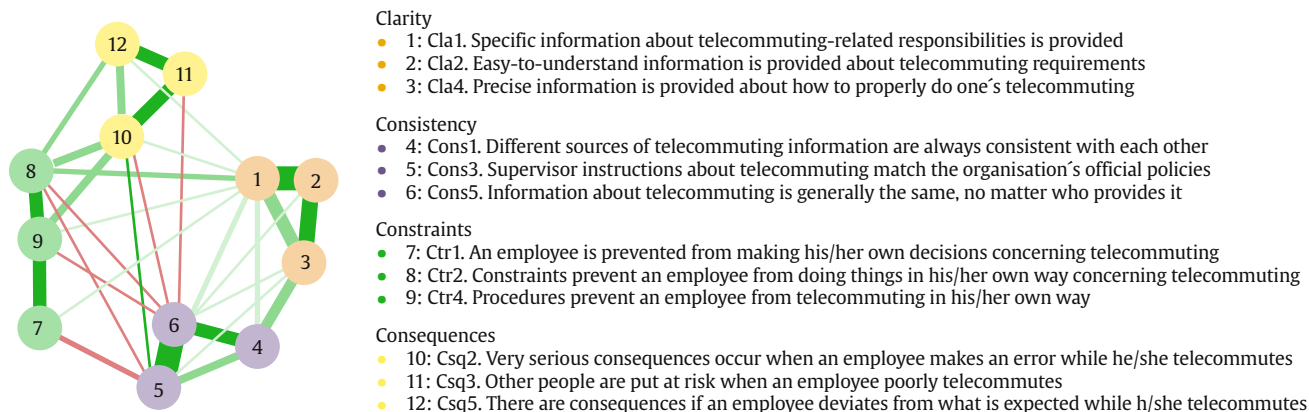 12
11
10
8
1
2
9
3
7
6
4
5
Clarity
1: Cla1. Specific information about telecommuting-related responsibilities is provided
2: Cla2. Easy-to-understand information is provided about telecommuting requirements
3: Cla4. Precise information is provided about how to properly do one´s telecommuting
Consistency
4: Cons1. Different sources of telecommuting information are always consistent with each other
5: Cons3. Supervisor instructions about telecommuting match the organisation´s official policies
6: Cons5. Information about telecommuting is generally the same, no matter who provides it
Constraints
7: Ctr1. An employee is prevented from making his/her own decisions concerning telecommuting
8: Ctr2. Constraints prevent an employee from doing things in his/her own way concerning telecommuting
9: Ctr4. Procedures prevent an employee from telecommuting in his/her own way
Consequences
10: Csq2. Very serious consequences occur when an employee makes an error while he/she telecommutes
11: Csq3. Other people are put at risk when an employee poorly telecommutes
12: Csq5. There are consequences if an employee deviates from what is expected while h/she telecommutes